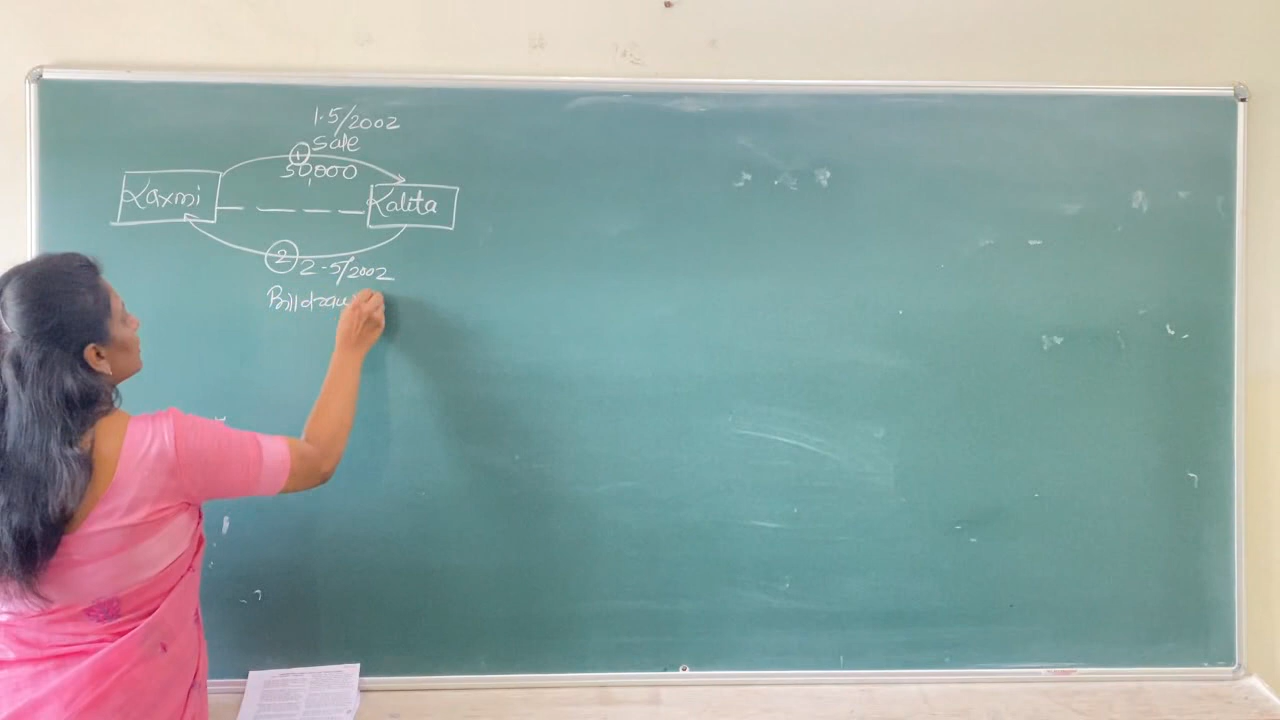 1.5/2002
Sale
1
50,000
Laxmi
Kalita
2 2-5/2002
Bill draw